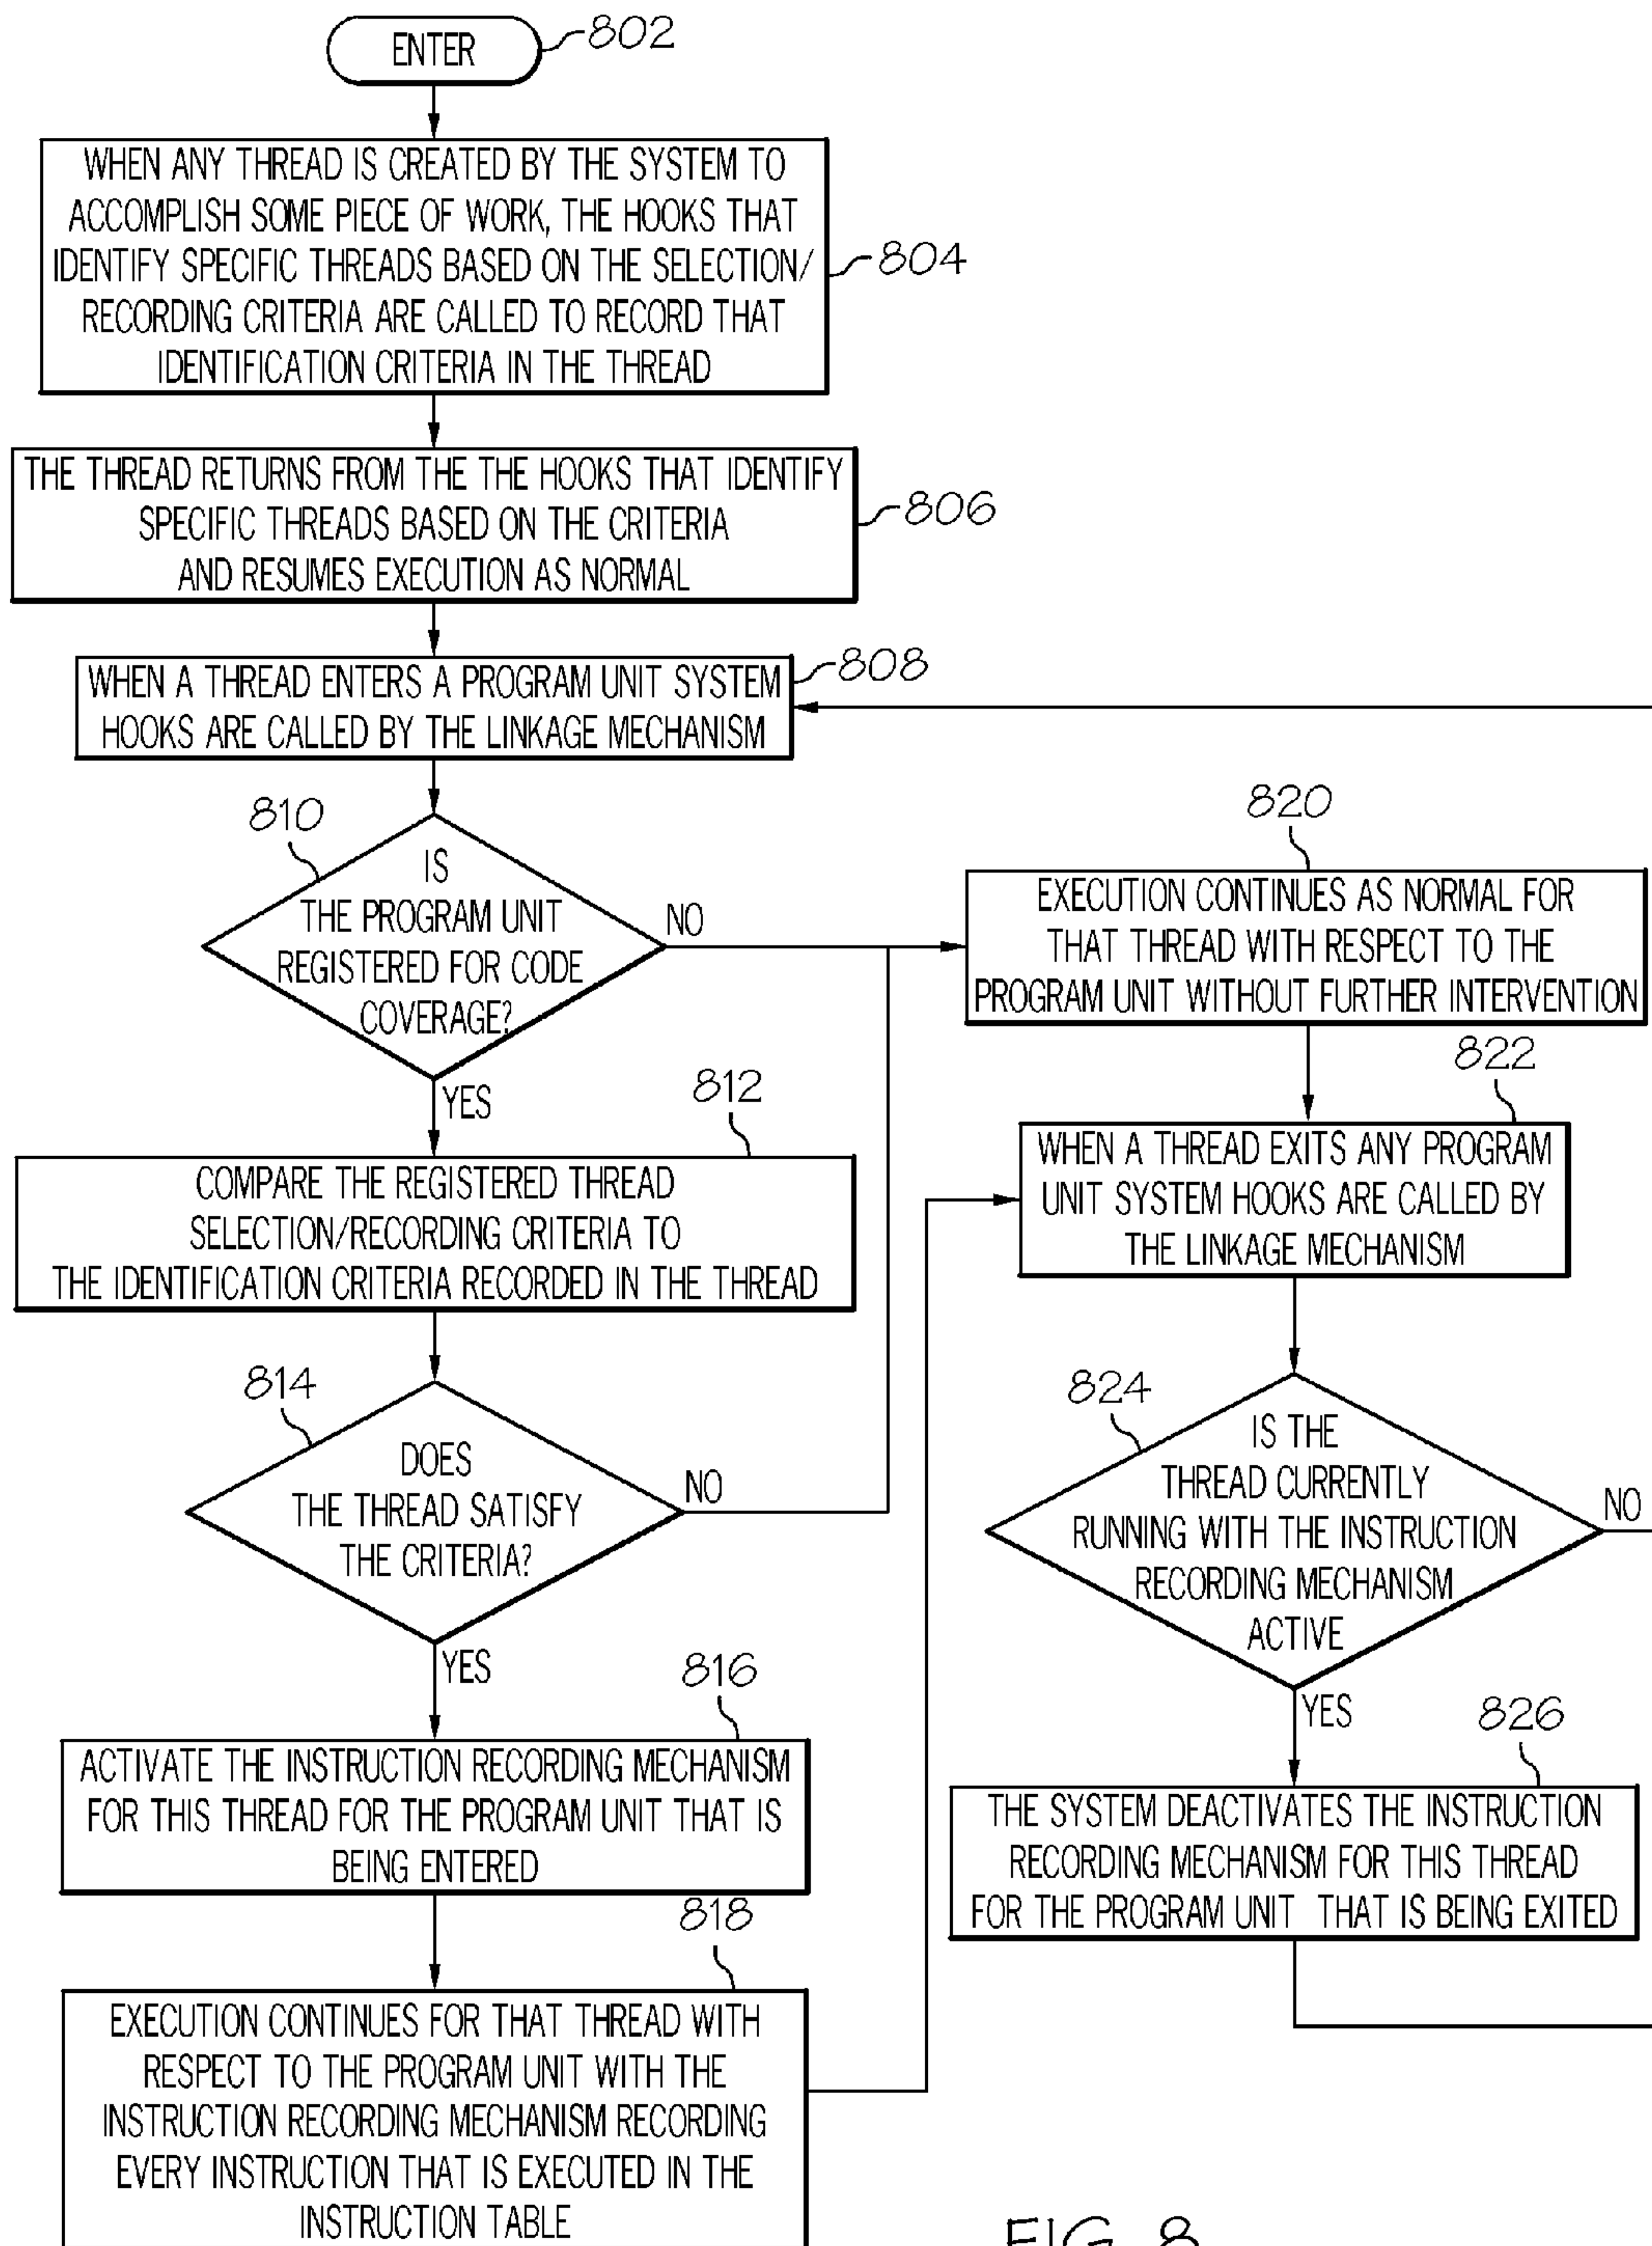 ENTER
802
WHEN ANY THREAD IS CREATED BY THE SYSTEM TO
ACCOMPLISH SOME PIECE OF WORK, THE HOOKS THAT
IDENTIFY SPECIFIC THREADS BASED ON THE SELECTION/
RECORDING CRITERIA ARE CALLED TO RECORD THAT
IDENTIFICATION CRITERIA IN THE THREAD
804
THE THREAD RETURNS FROM THE THE HOOKS THAT IDENTIFY
SPECIFIC THREADS BASED ON THE CRITERIA
AND RESUMES EXECUTION AS NORMAL
806
WHEN A THREAD ENTERS A PROGRAM UNIT SYSTEM
HOOKS ARE CALLED BY THE LINKAGE MECHANISM
808
810
IS
THE PROGRAM UNIT
REGISTERED FOR CODE
COVERAGE?
NO
YES
812
COMPARE THE REGISTERED THREAD
SELECTION/RECORDING CRITERIA TO
THE IDENTIFICATION CRITERIA RECORDED IN THE THREAD
814
DOES
THE THREAD SATISFY
THE CRITERIA?
NO
YES
816
ACTIVATE THE INSTRUCTION RECORDING MECHANISM
FOR THIS THREAD FOR THE PROGRAM UNIT THAT IS
BEING ENTERED
818
EXECUTION CONTINUES FOR THAT THREAD WITH
RESPECT TO THE PROGRAM UNIT WITH THE
INSTRUCTION RECORDING MECHANISM RECORDING
EVERY INSTRUCTION THAT IS EXECUTED IN THE
INSTRUCTION TABLE
820
EXECUTION CONTINUES AS NORMAL FOR
THAT THREAD WITH RESPECT TO THE
PROGRAM UNIT WITHOUT FURTHER INTERVENTION
822
WHEN A THREAD EXITS ANY PROGRAM
UNIT SYSTEM HOOKS ARE CALLED BY
THE LINKAGE MECHANISM
824
IS THE
THREAD CURRENTLY
RUNNING WITH THE INSTRUCTION
RECORDING MECHANISM
ACTIVE
NO
YES
826
THE SYSTEM DEACTIVATES THE INSTRUCTION
RECORDING MECHANISM FOR THIS THREAD
FOR THE PROGRAM UNIT THAT IS BEING EXITED
FIG. 8